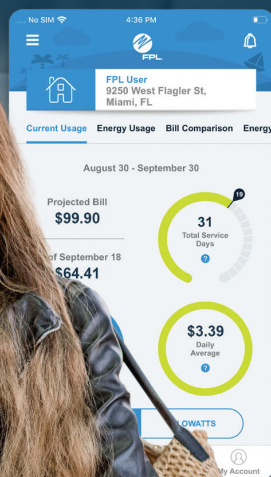 No SIM 4:36 PM
FPL
FPL User
9250 West Flagler St,
Miami, FL
Current Usage Energy Usage Bill Comparison Energy
August 30 - September 30
19
Projected Bill
$99.90
31
Total Service
Days
?
of September 18
$64.41
$3.39
Daily
Average
?
My Account